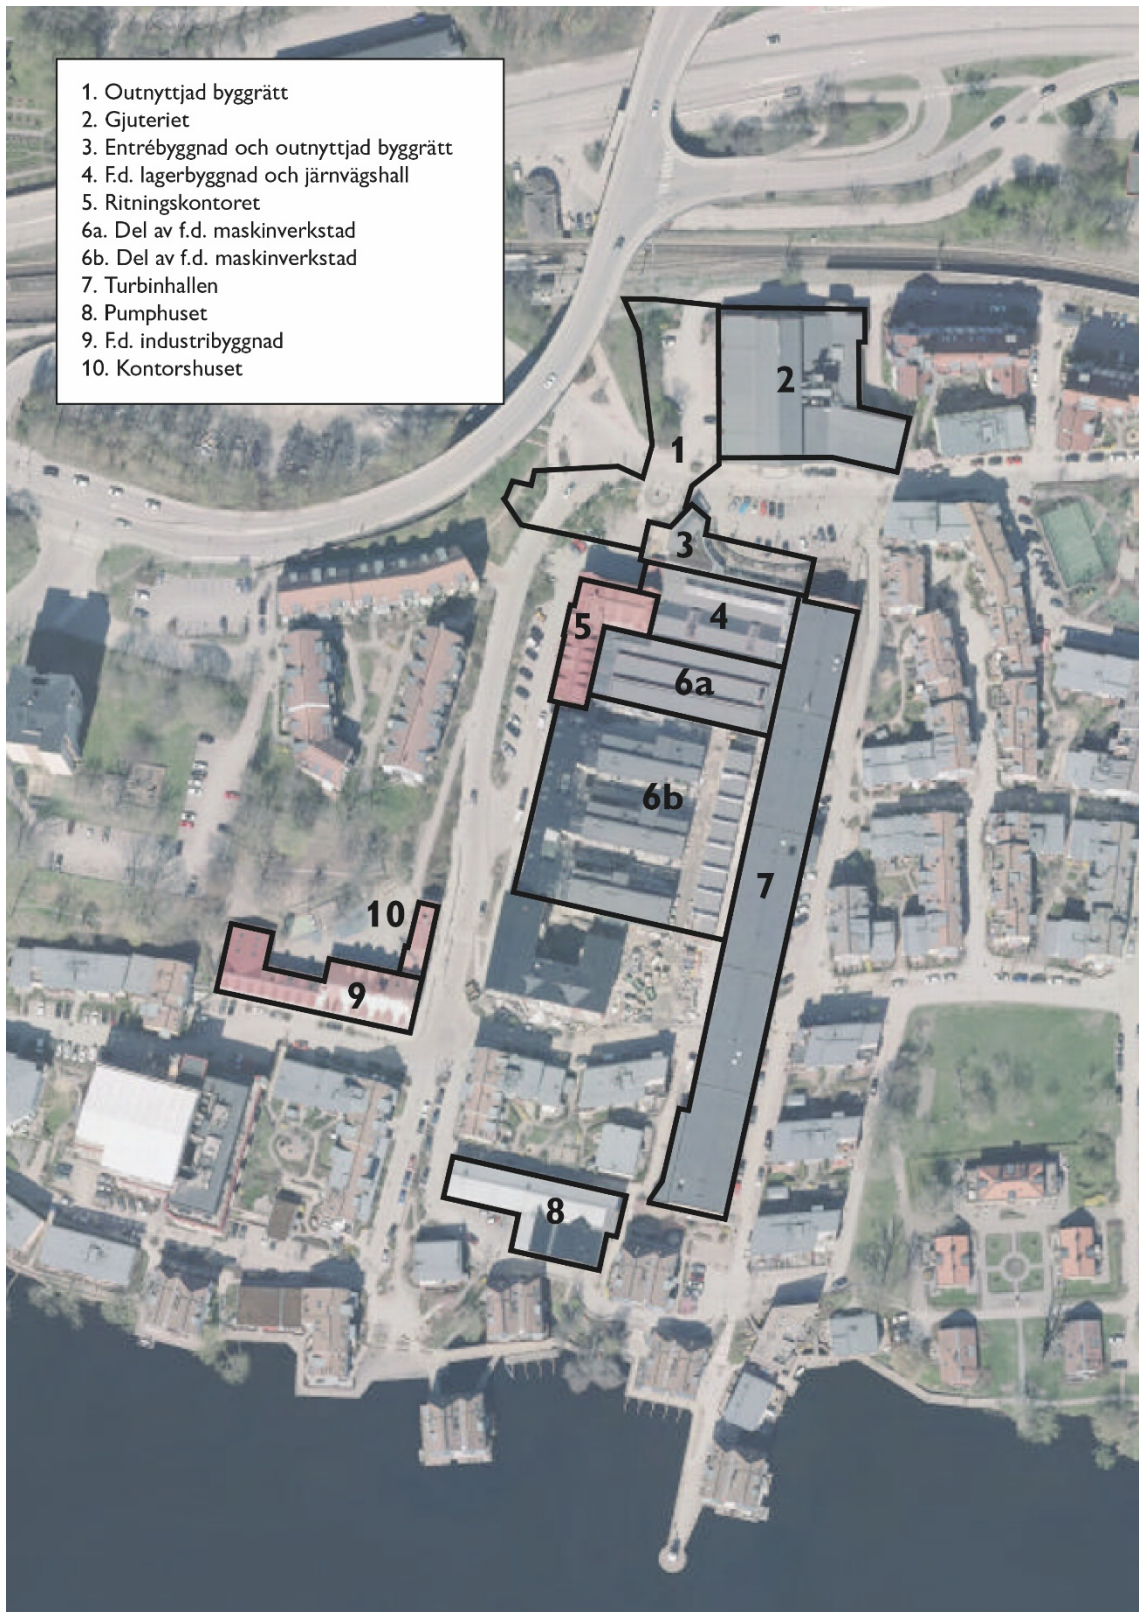 1. Outnyttjad byggrätt
2. Gjuteriet
3. Entrébyggnad och outnyttjad byggrätt
4. F.d. lagerbyggnad och järnvägshall
5. Ritningskontoret
6a. Del av f.d. maskinverkstad
6b. Del av f.d. maskinverkstad
7. Turbinhallen
8. Pumphuset
9. F.d. industribyggnad
10. Kontorshuset
2
1
3
4
5
6a
6b
7
10
9
8